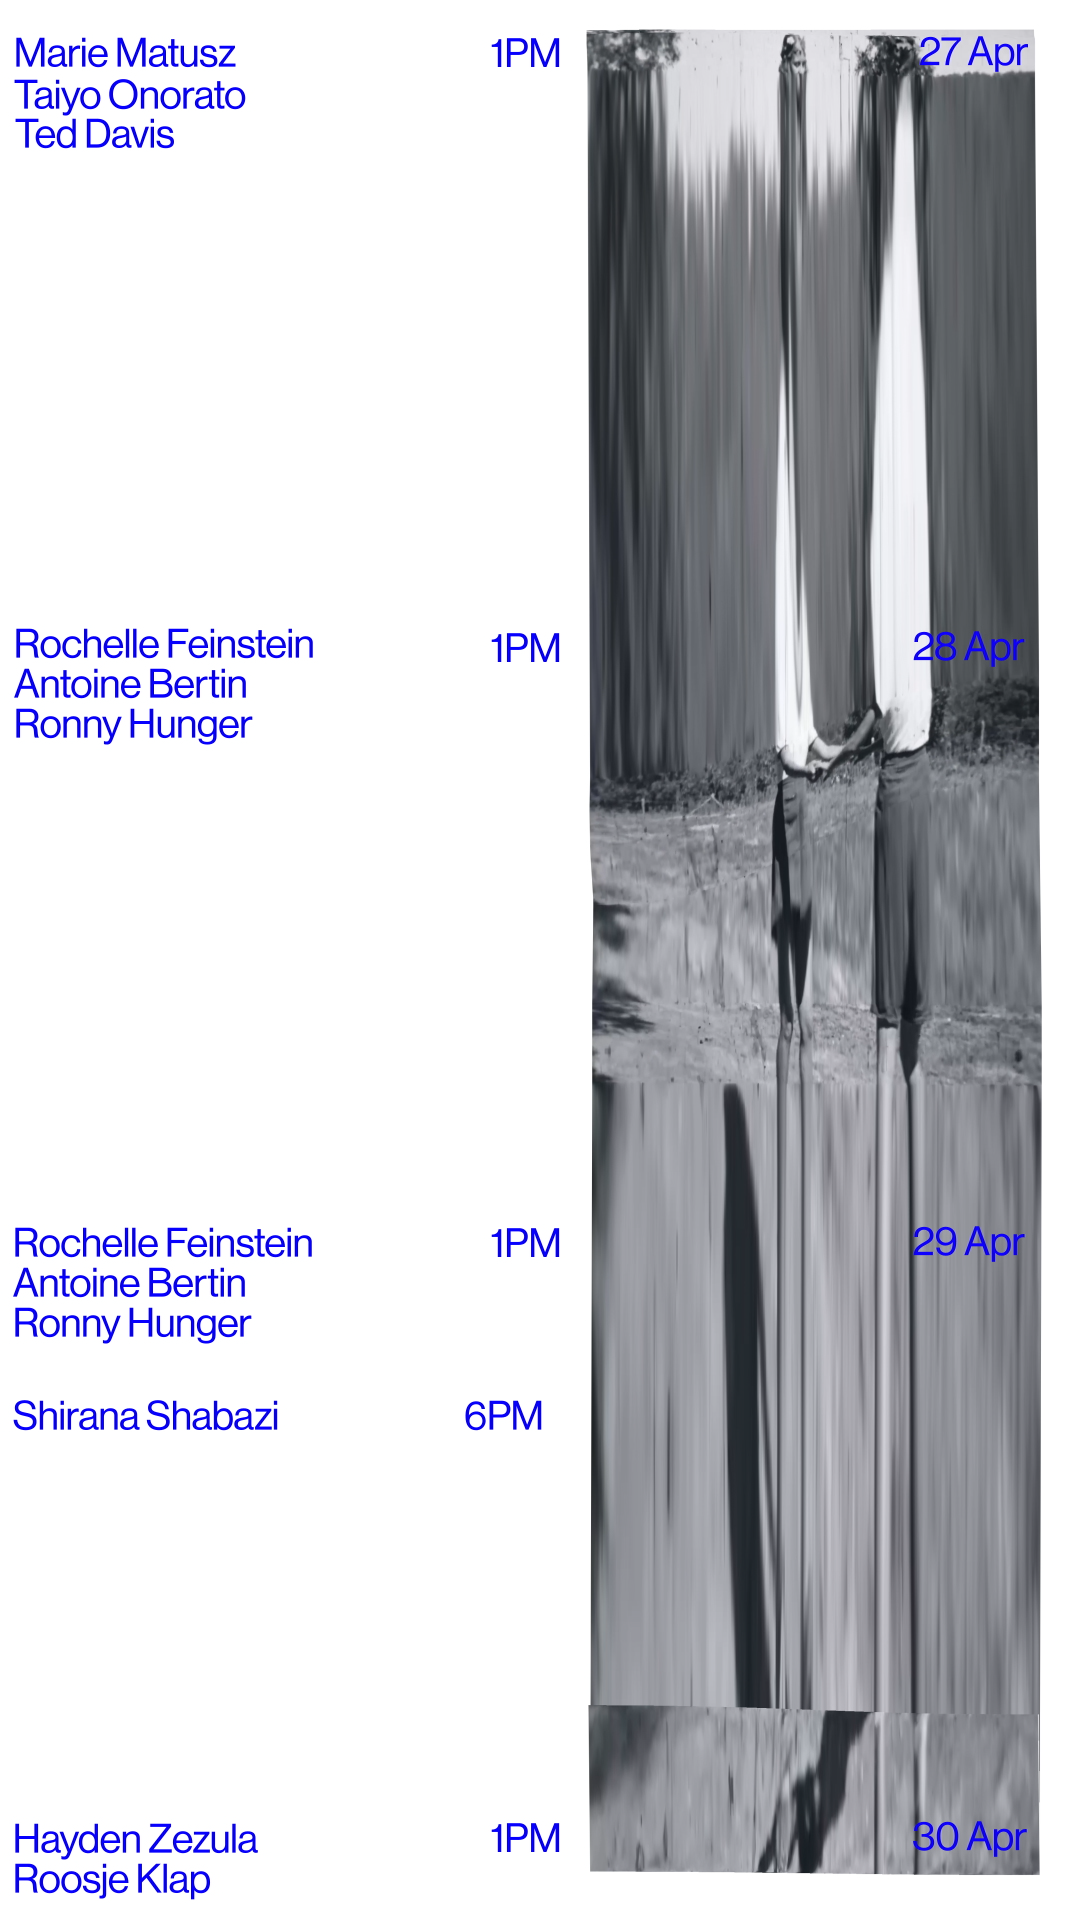 Marie Matusz 1PM 27 Apr
Taiyo Onorato
Ted Davis
Rochelle Feinstein 1PM 28 Apr
Antoine Bertin
Ronny Hunger
Rochelle Feinstein 1PM 29 Apr
Antoine Bertin
Ronny Hunger
Shirana Shabazi 6PM
Hayden Zezula 1PM 30 Apr
Roosje Klap